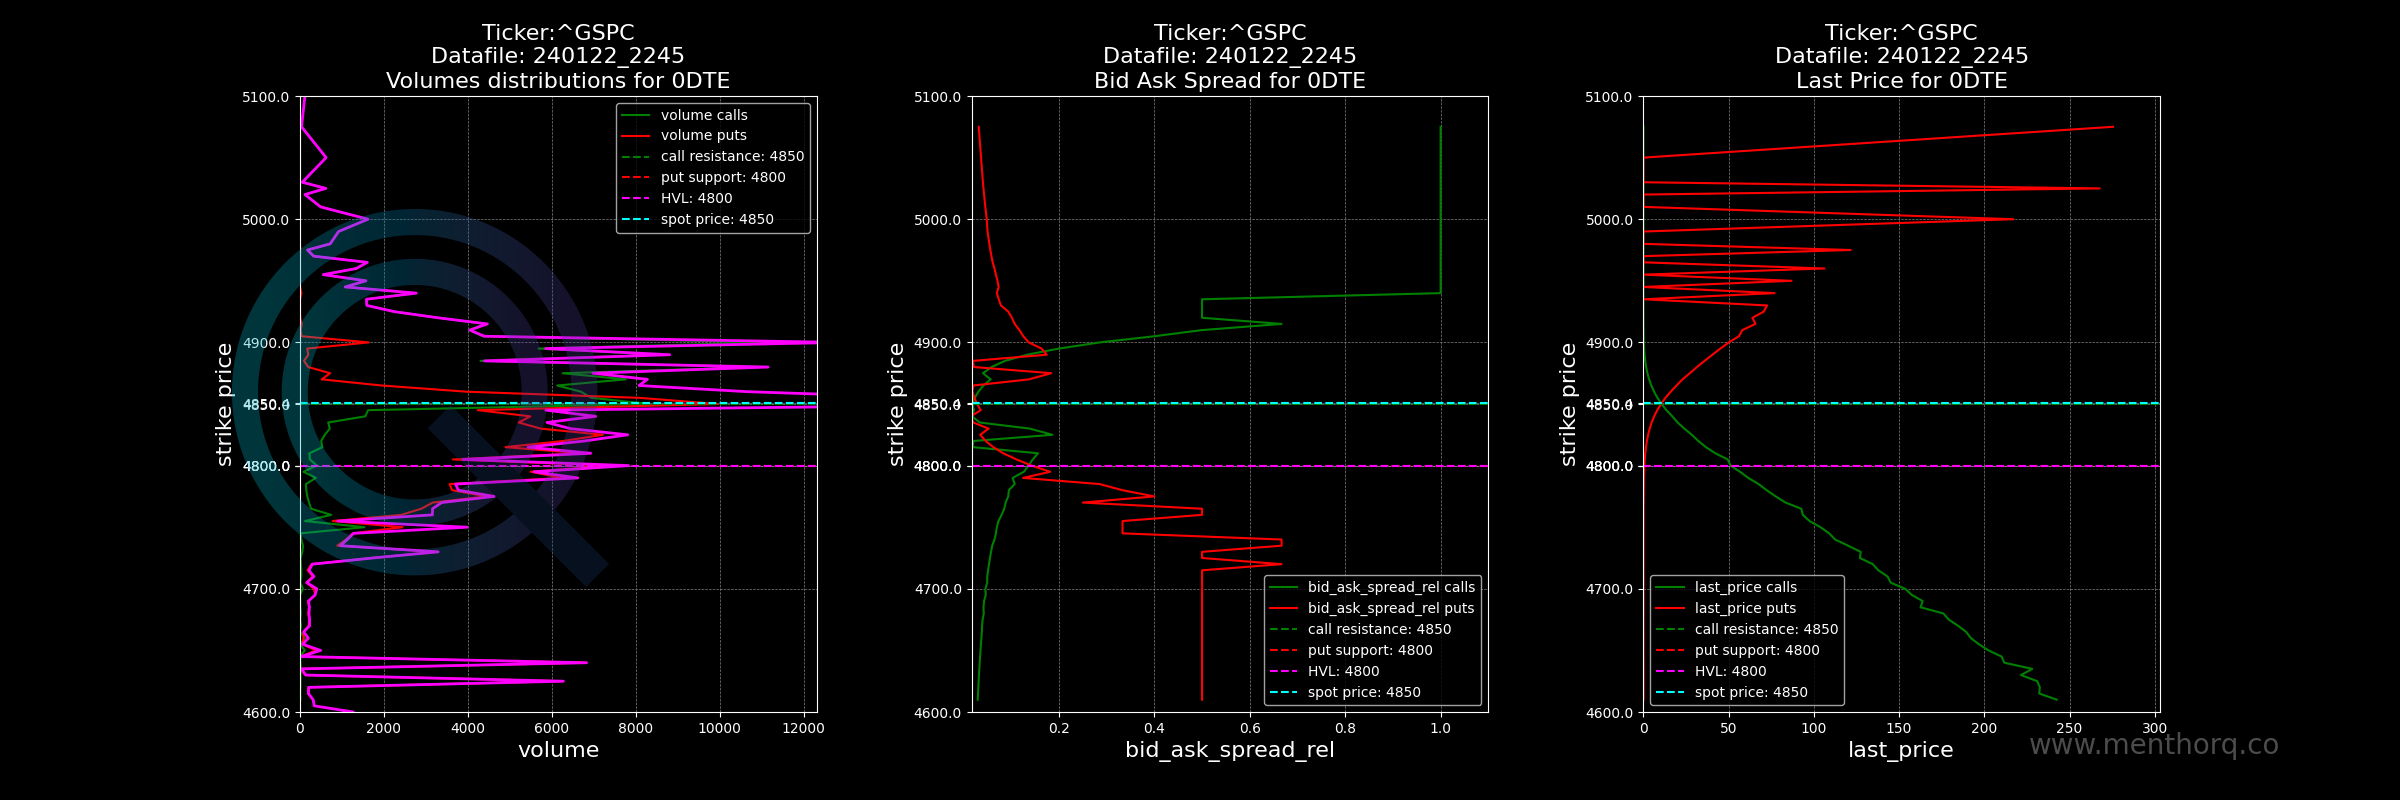 Ticker:^GSPC
Datafile: 240122_2245
Volumes distributions for 0DTE
5100.0
5000.0
4900.0
4850.0
4800.0
4700.0
4600.0
strike price
volume calls
volume puts
call resistance: 4850
put support: 4800
HVL: 4800
spot price: 4850
0
2000
4000
6000
8000
10000
12000
volume
Ticker:^GSPC
Datafile: 240122_2245
Bid Ask Spread for 0DTE
5100.0
5000.0
4900.0
4800.0
4700.0
4600.0
strike price
bid_ask_spread_rel calls
bid_ask_spread_rel puts
call resistance: 4850
put support: 4800
HVL: 4800
spot price: 4850
0.2
0.4
0.6
0.8
1.0
bid_ask_spread_rel
Ticker:^GSPC
Datafile: 240122_2245
Last Price for 0DTE
5100.0
5000.0
4900.0
4800.0
4700.0
4600.0
strike price
last_price calls
last_price puts
call resistance: 4850
put support: 4800
HVL: 4800
spot price: 4850
0
50
100
150
200
250
300
last_price
www.menthorq.co